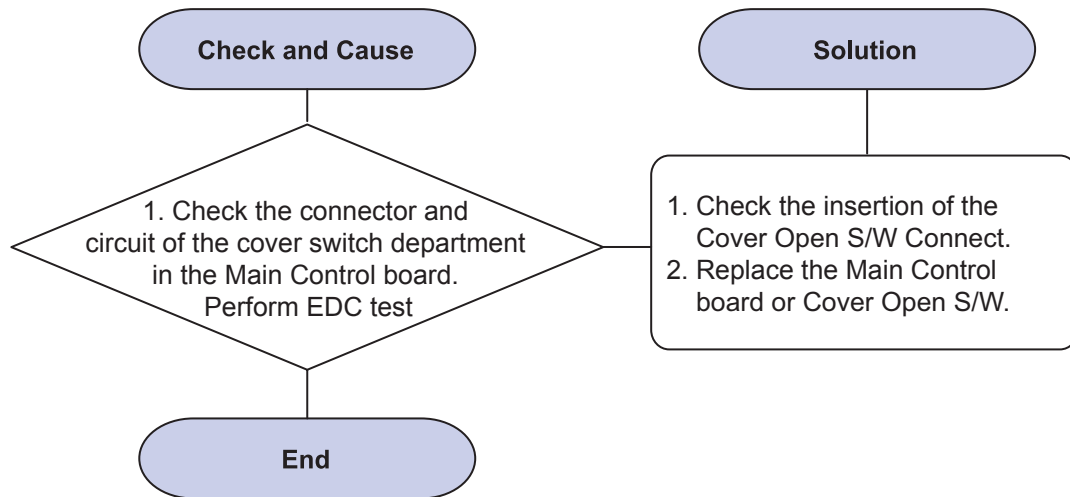 Check and Cause
Solution
1. Check the connector and
circuit of the cover switch department
in the Main Control board.
Perform EDC test
1. Check the insertion of the
Cover Open S/W Connect.
2. Replace the Main Control
board or Cover Open S/W.
End